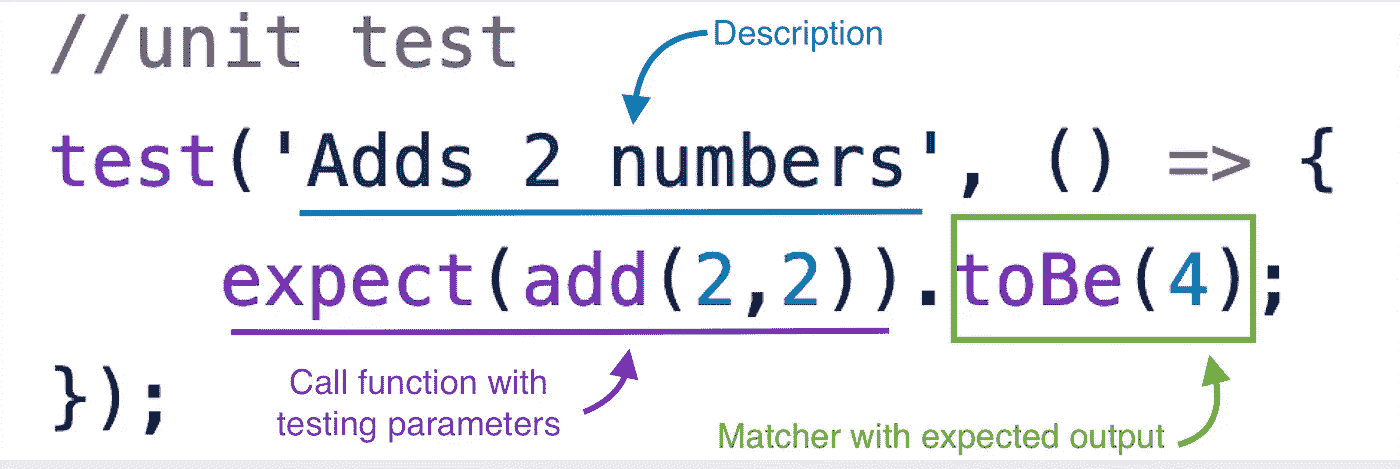 //unit test
Description
test('Adds 2 numbers', () => {
expect(add(2,2)).toBe(4);
Call function with
testing parameters
});
Matcher with expected output